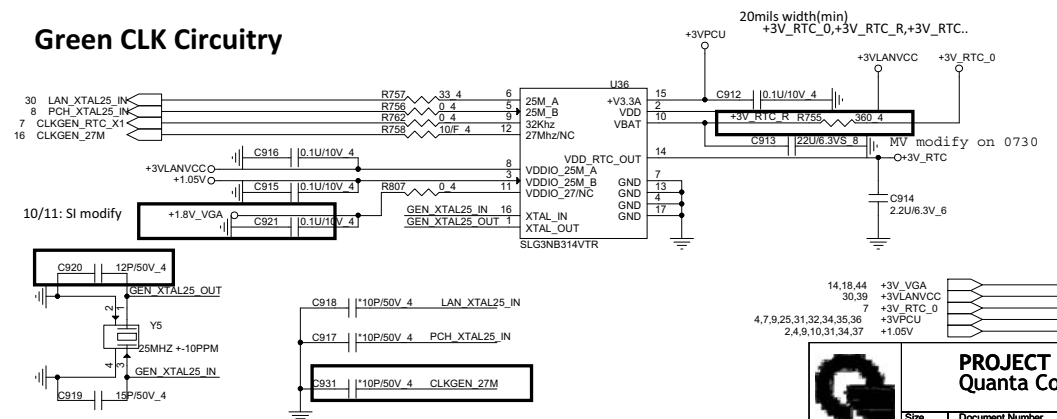 Green CLK Circuitry
20mils width(min)
+3V_RTC_0,+3V_RTC_R,+3V_RTC..
+3VPCU
+3VLANVCC
+3V_RTC_0
U36
30 LAN_XTAL25_IN
8 PCH_XTAL25_IN
7 CLKGEN_RTC_X1
16 CLKGEN_27M
R757 33_4
R756 0_4
R762 0_4
R758 10/F_4
6 25M_A
5 25M_B
9 32Khz
12 27Mhz/NC
+V3.3A 15
VDD 2
VBAT 10
C912 0.1U/10V_4
+3V_RTC_R R755 360_4
C913 22U/6.3VS_8
MV modify on 0730
C916 0.1U/10V_4
+3VLANVCC
+1.05V
C915 0.1U/10V_4
8 VDDIO_25M_A
3 VDDIO_25M_B
11 VDDIO_27/NC
R807 0_4
VDD_RTC_OUT 14
+3V_RTC
GND 7
GND 13
GND 4
GND 17
C914
2.2U/6.3V_6
10/11: SI modify
+1.8V_VGA
C921 0.1U/10V_4
GEN_XTAL25_IN 16 XTAL_IN
GEN_XTAL25_OUT 1 XTAL_OUT
SLG3NB314VTR
C920 12P/50V_4
GEN_XTAL25_OUT
2 1
Y5
25MHZ +-10PPM
4 3
GEN_XTAL25_IN
C919 15P/50V_4
C918 *10P/50V_4 LAN_XTAL25_IN
C917 *10P/50V_4 PCH_XTAL25_IN
C931 *10P/50V_4 CLKGEN_27M
14,18,44 +3V_VGA
30,39 +3VLANVCC
7 +3V_RTC_0
4,7,9,25,31,32,34,35,36 +3VPCU
2,4,9,10,31,34,37 +1.05V
PROJECT
Quanta Co
Size Document Number